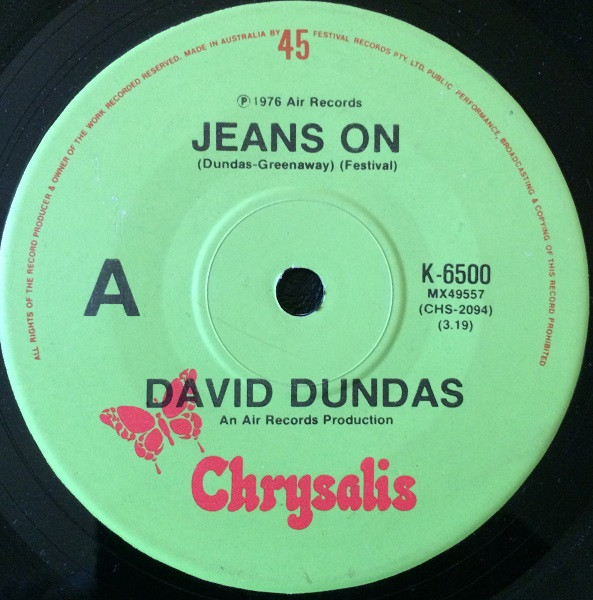 45
ALL RIGHTS OF THE RECORD PRODUCER & OWNER OF THE WORK RECORDED RESERVED. MADE IN AUSTRALIA BY FESTIVAL RECORDS PTY. LTD. PUBLIC PERFORMANCE, BROADCASTING & COPYING OF THIS RECORD PROHIBITED
Ⓟ 1976 Air Records
JEANS ON
(Dundas-Greenaway) (Festival)
A
K-6500
MX49557
(CHS-2094)
(3.19)
DAVID DUNDAS
An Air Records Production
Chrysalis